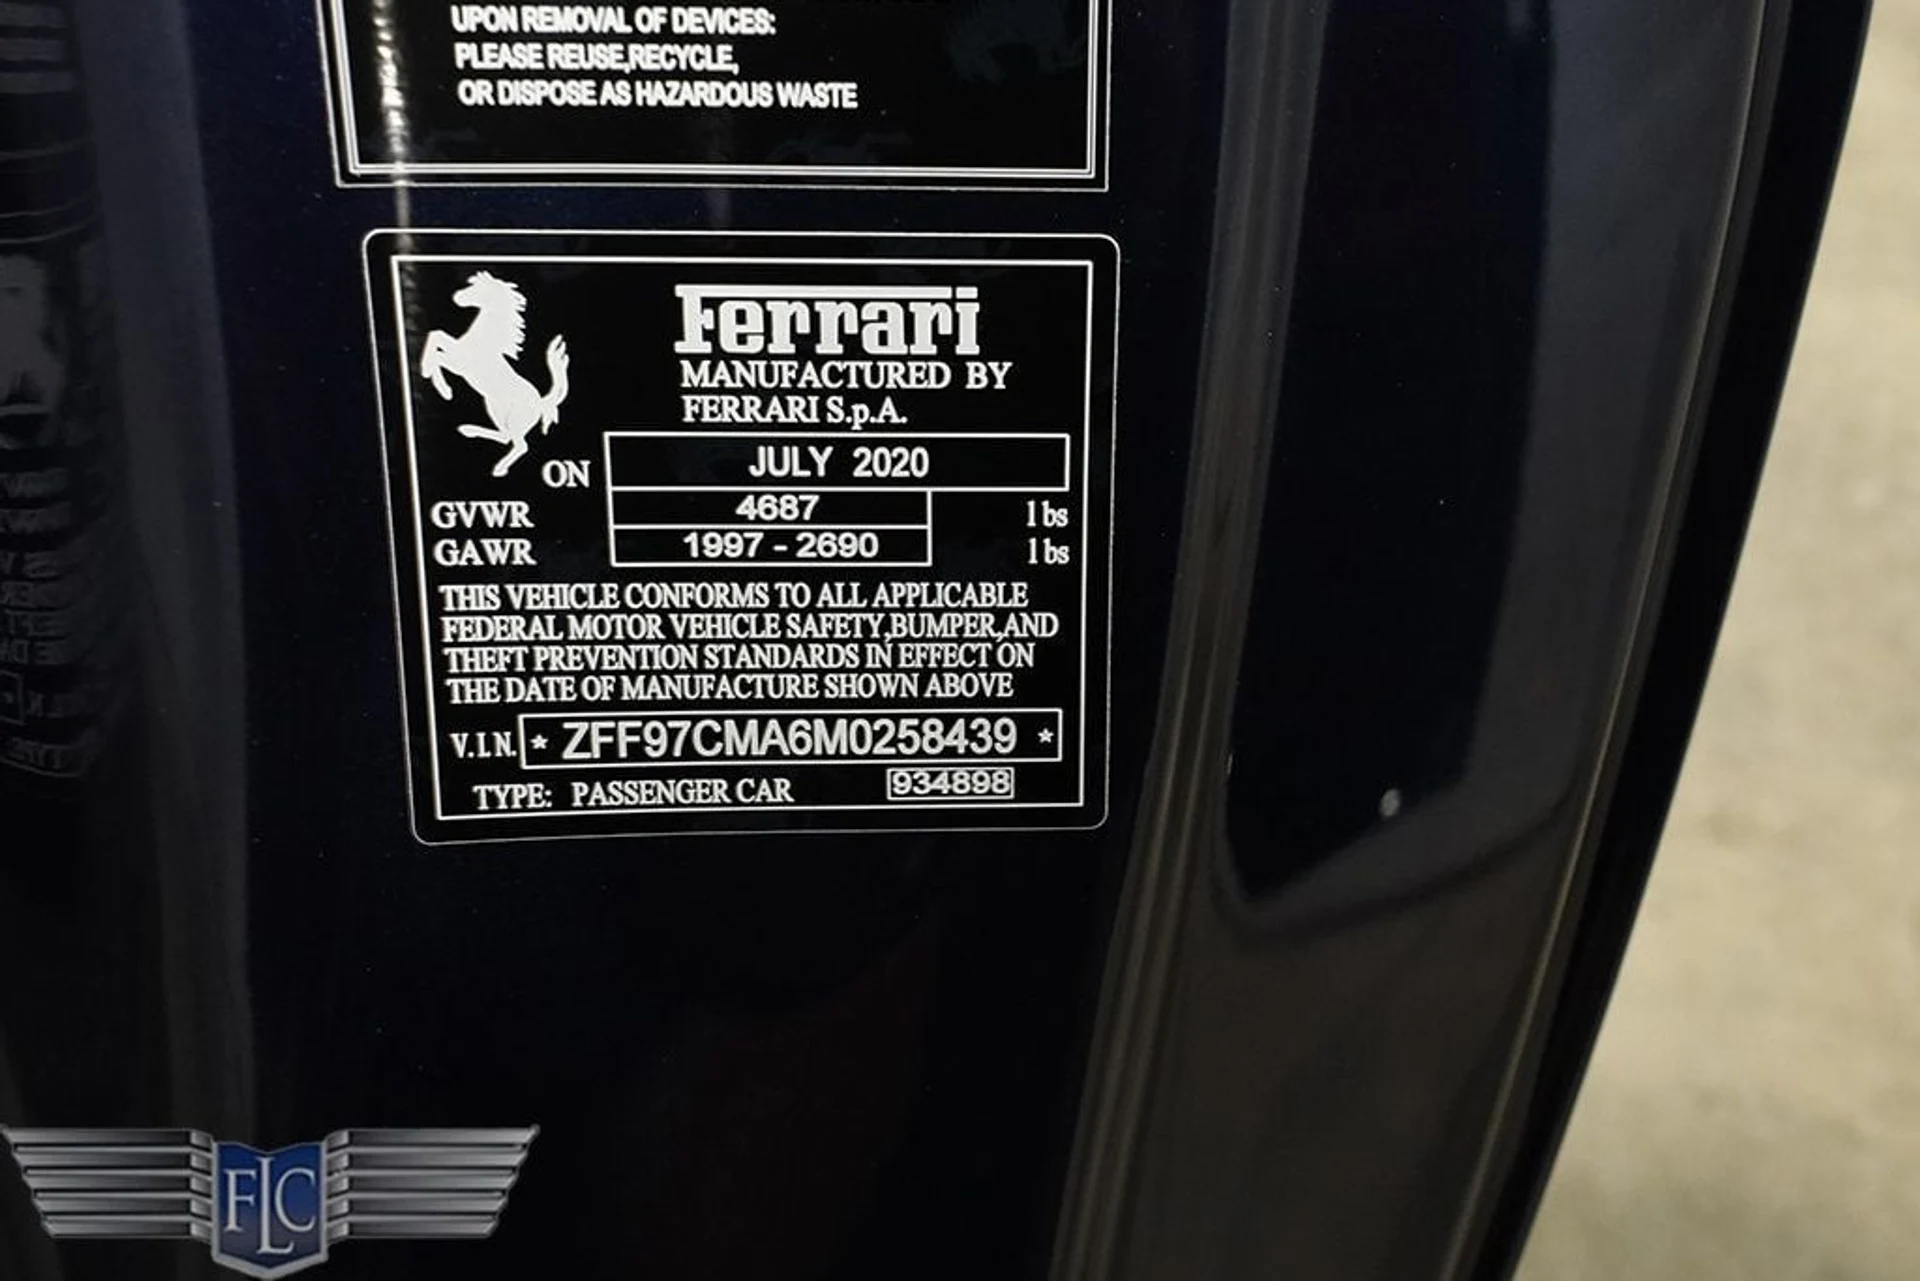 UPON REMOVAL OF DEVICES:
PLEASE REUSE,RECYCLE,
OR DISPOSE AS HAZARDOUS WASTE
Ferrari
MANUFACTURED BY
FERRARI S.p.A.
ON JULY 2020
GVWR 4687 lbs
GAWR 1997 - 2690 lbs
THIS VEHICLE CONFORMS TO ALL APPLICABLE
FEDERAL MOTOR VEHICLE SAFETY,BUMPER,AND
THEFT PREVENTION STANDARDS IN EFFECT ON
THE DATE OF MANUFACTURE SHOWN ABOVE
V.I.N. * ZFF97CMA6M0258439 *
TYPE: PASSENGER CAR 934898
FLC